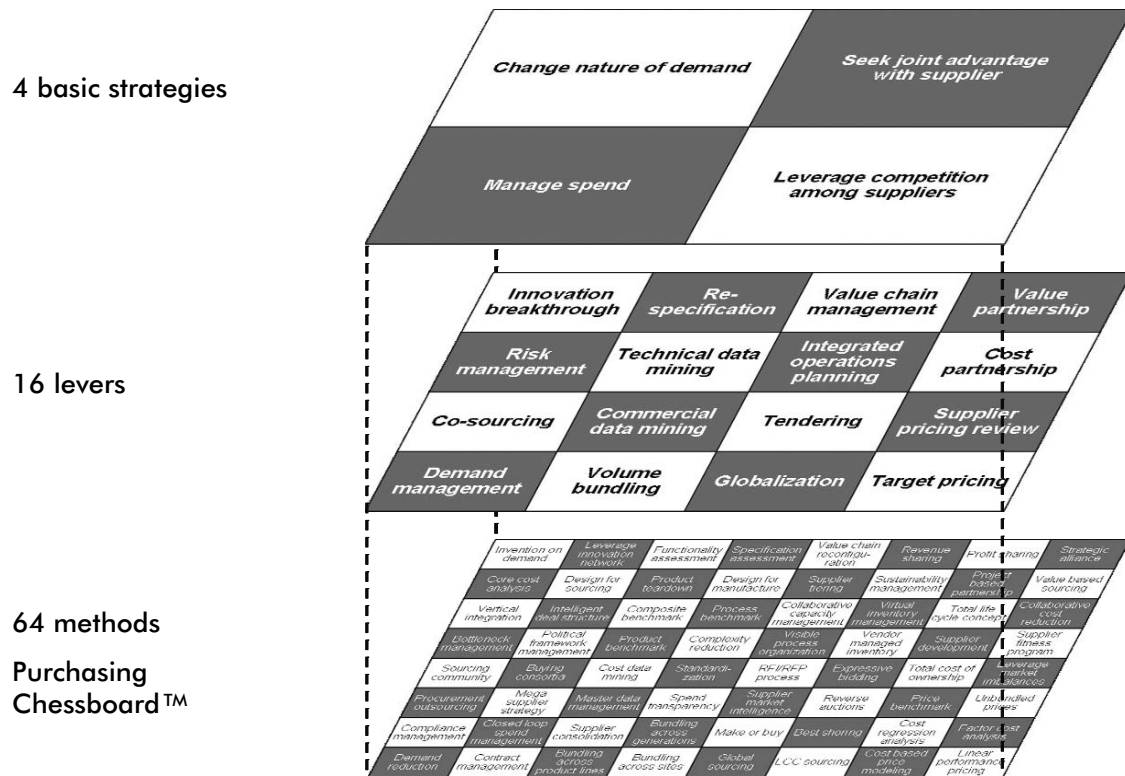 4 basic strategies
Change nature of demand
Seek joint advantage
with supplier
Manage spend
Leverage competition
among suppliers
16 levers
Innovation
breakthrough
Re-
specification
Value chain
management
Value
partnership
Risk
management
Technical data
mining
Integrated
operations
planning
Cost
partnership
Co-sourcing
Commercial
data mining
Tendering
Supplier
pricing review
Demand
management
Volume
bundling
Globalization
Target pricing
64 methods
Purchasing
Chessboard™
Invention on
demand
Leverage
innovation
network
Functionality
assessment
Specification
assessment
Value chain
reconfigu-
ration
Revenue
sharing
Profit sharing
Strategic
alliance
Core cost
analysis
Design for
sourcing
Product
teardown
Design for
manufacture
Supplier
tiering
Sustainability
management
Project
based
partnership
Value based
sourcing
Vertical
integration
Intelligent
deal structure
Composite
benchmark
Process
benchmark
Collaborative
capacity
management
Virtual
inventory
management
Total life
cycle concept
Collaborative
cost
reduction
Bottleneck
management
Political
framework
management
Product
benchmark
Complexity
reduction
Visible
process
organization
Vendor
managed
inventory
Supplier
development
Supplier
fitness
program
Sourcing
community
Buying
consortia
Cost data
mining
Standardi-
zation
RFI/RFP
process
Expressive
bidding
Total cost of
ownership
Leverage
market
imbalances
Procurement
outsourcing
Mega
supplier
strategy
Master data
management
Spend
transparency
Supplier
market
intelligence
Reverse
auctions
Price
benchmark
Unbundled
prices
Compliance
management
Closed loop
spend
management
Supplier
consolidation
Bundling
across
generations
Make or buy
Best shoring
Cost
regression
analysis
Factor cost
analysis
Demand
reduction
Contract
management
Bundling
across
product lines
Bundling
across sites
Global
sourcing
LCC sourcing
Cost based
price
modeling
Linear
performance
pricing